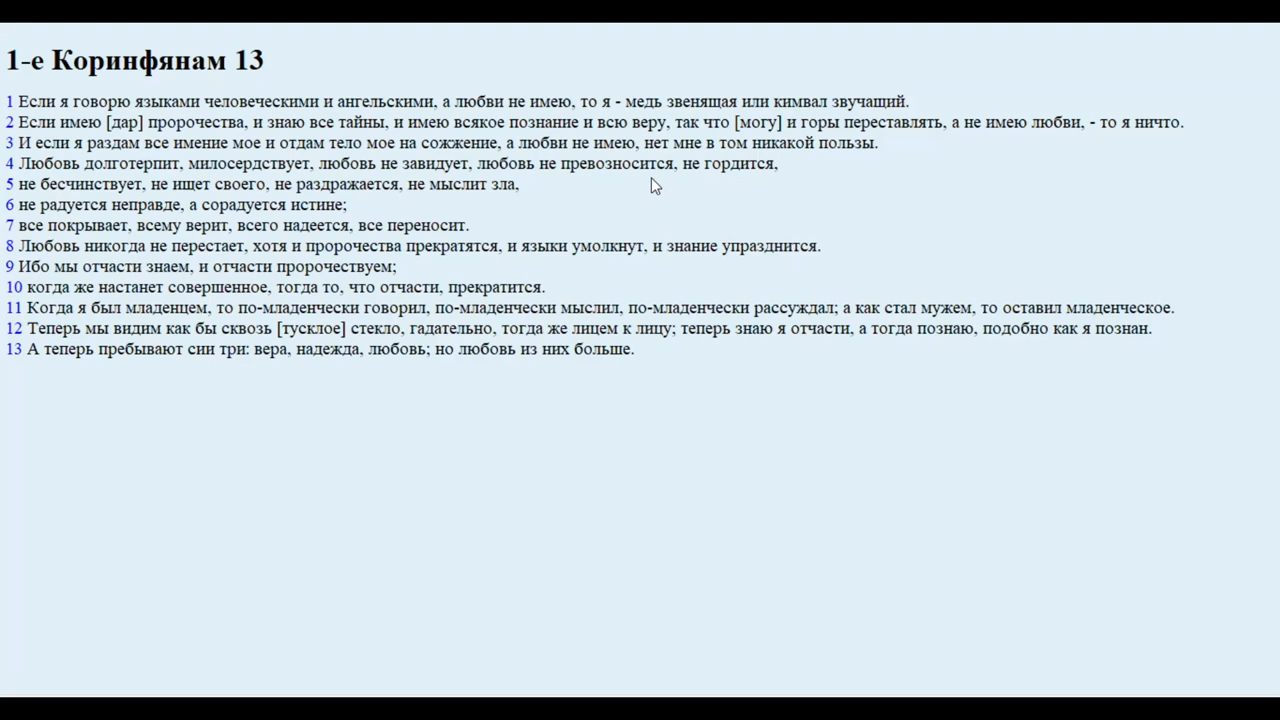 1-е Коринфянам 13
1 Если я говорю языками человеческими и ангельскими, а любви не имею, то я - медь звенящая или кимвал звучащий.
2 Если имею [дар] пророчества, и знаю все тайны, и имею всякое познание и всю веру, так что [могу] и горы переставлять, а не имею любви, - то я ничто.
3 И если я раздам все имение мое и отдам тело мое на сожжение, а любви не имею, нет мне в том никакой пользы.
4 Любовь долготерпит, милосердствует, любовь не завидует, любовь не превозносится, не гордится,
5 не бесчинствует, не ищет своего, не раздражается, не мыслит зла,
6 не радуется неправде, а сорадуется истине;
7 все покрывает, всему верит, всего надеется, все переносит.
8 Любовь никогда не перестает, хотя и пророчества прекратятся, и языки умолкнут, и знание упразднится.
9 Ибо мы отчасти знаем, и отчасти пророчествуем;
10 когда же настанет совершенное, тогда то, что отчасти, прекратится.
11 Когда я был младенцем, то по-младенчески говорил, по-младенчески мыслил, по-младенчески рассуждал; а как стал мужем, то оставил младенческое.
12 Теперь мы видим как бы сквозь [тусклое] стекло, гадательно, тогда же лицем к лицу; теперь знаю я отчасти, а тогда познаю, подобно как я познан.
13 А теперь пребывают сии три: вера, надежда, любовь; но любовь из них больше.